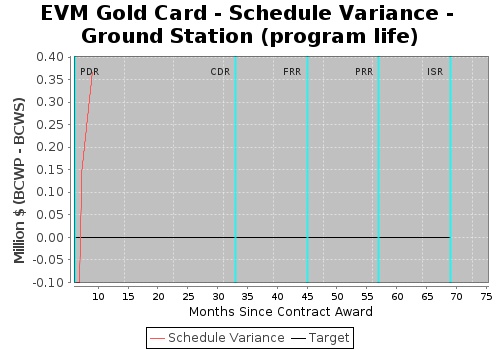 EVM Gold Card - Schedule Variance -
Ground Station (program life)
0.40
0.35
0.30
0.25
0.20
0.15
0.10
0.05
0.00
-0.05
-0.10
Million $ (BCWP - BCWS)
PDR CDR FRR PRR ISR
10 15 20 25 30 35 40 45 50 55 60 65 70 75
Months Since Contract Award
Schedule Variance Target